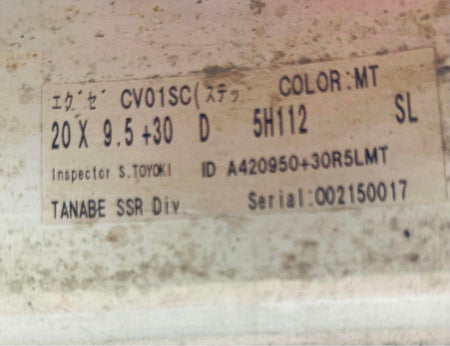 ｴｸﾞｾﾞ CV01SC(ｽﾃｯ COLOR:MT
20 X 9.5 +30 D 5H112 SL
Inspector S.TOYOKI ID A420950+30R5LMT
TANABE SSR Div. Serial:002150017